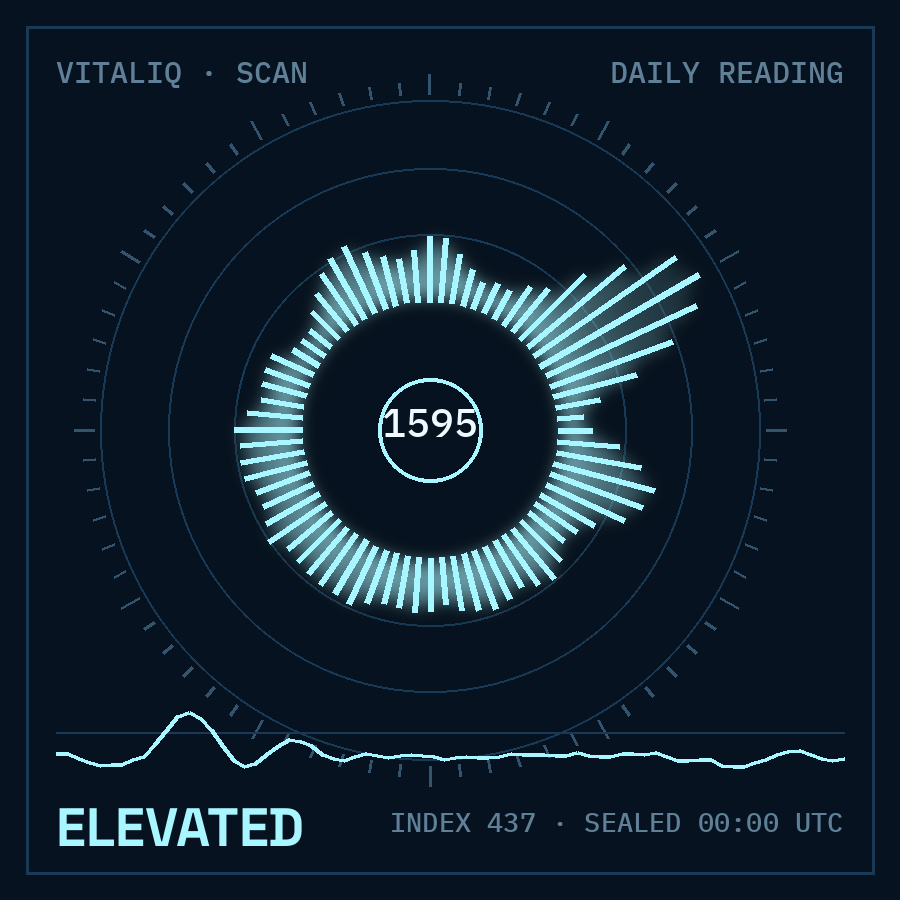 VITALIQ · SCAN
DAILY READING
1595
ELEVATED
INDEX 437 · SEALED 00:00 UTC